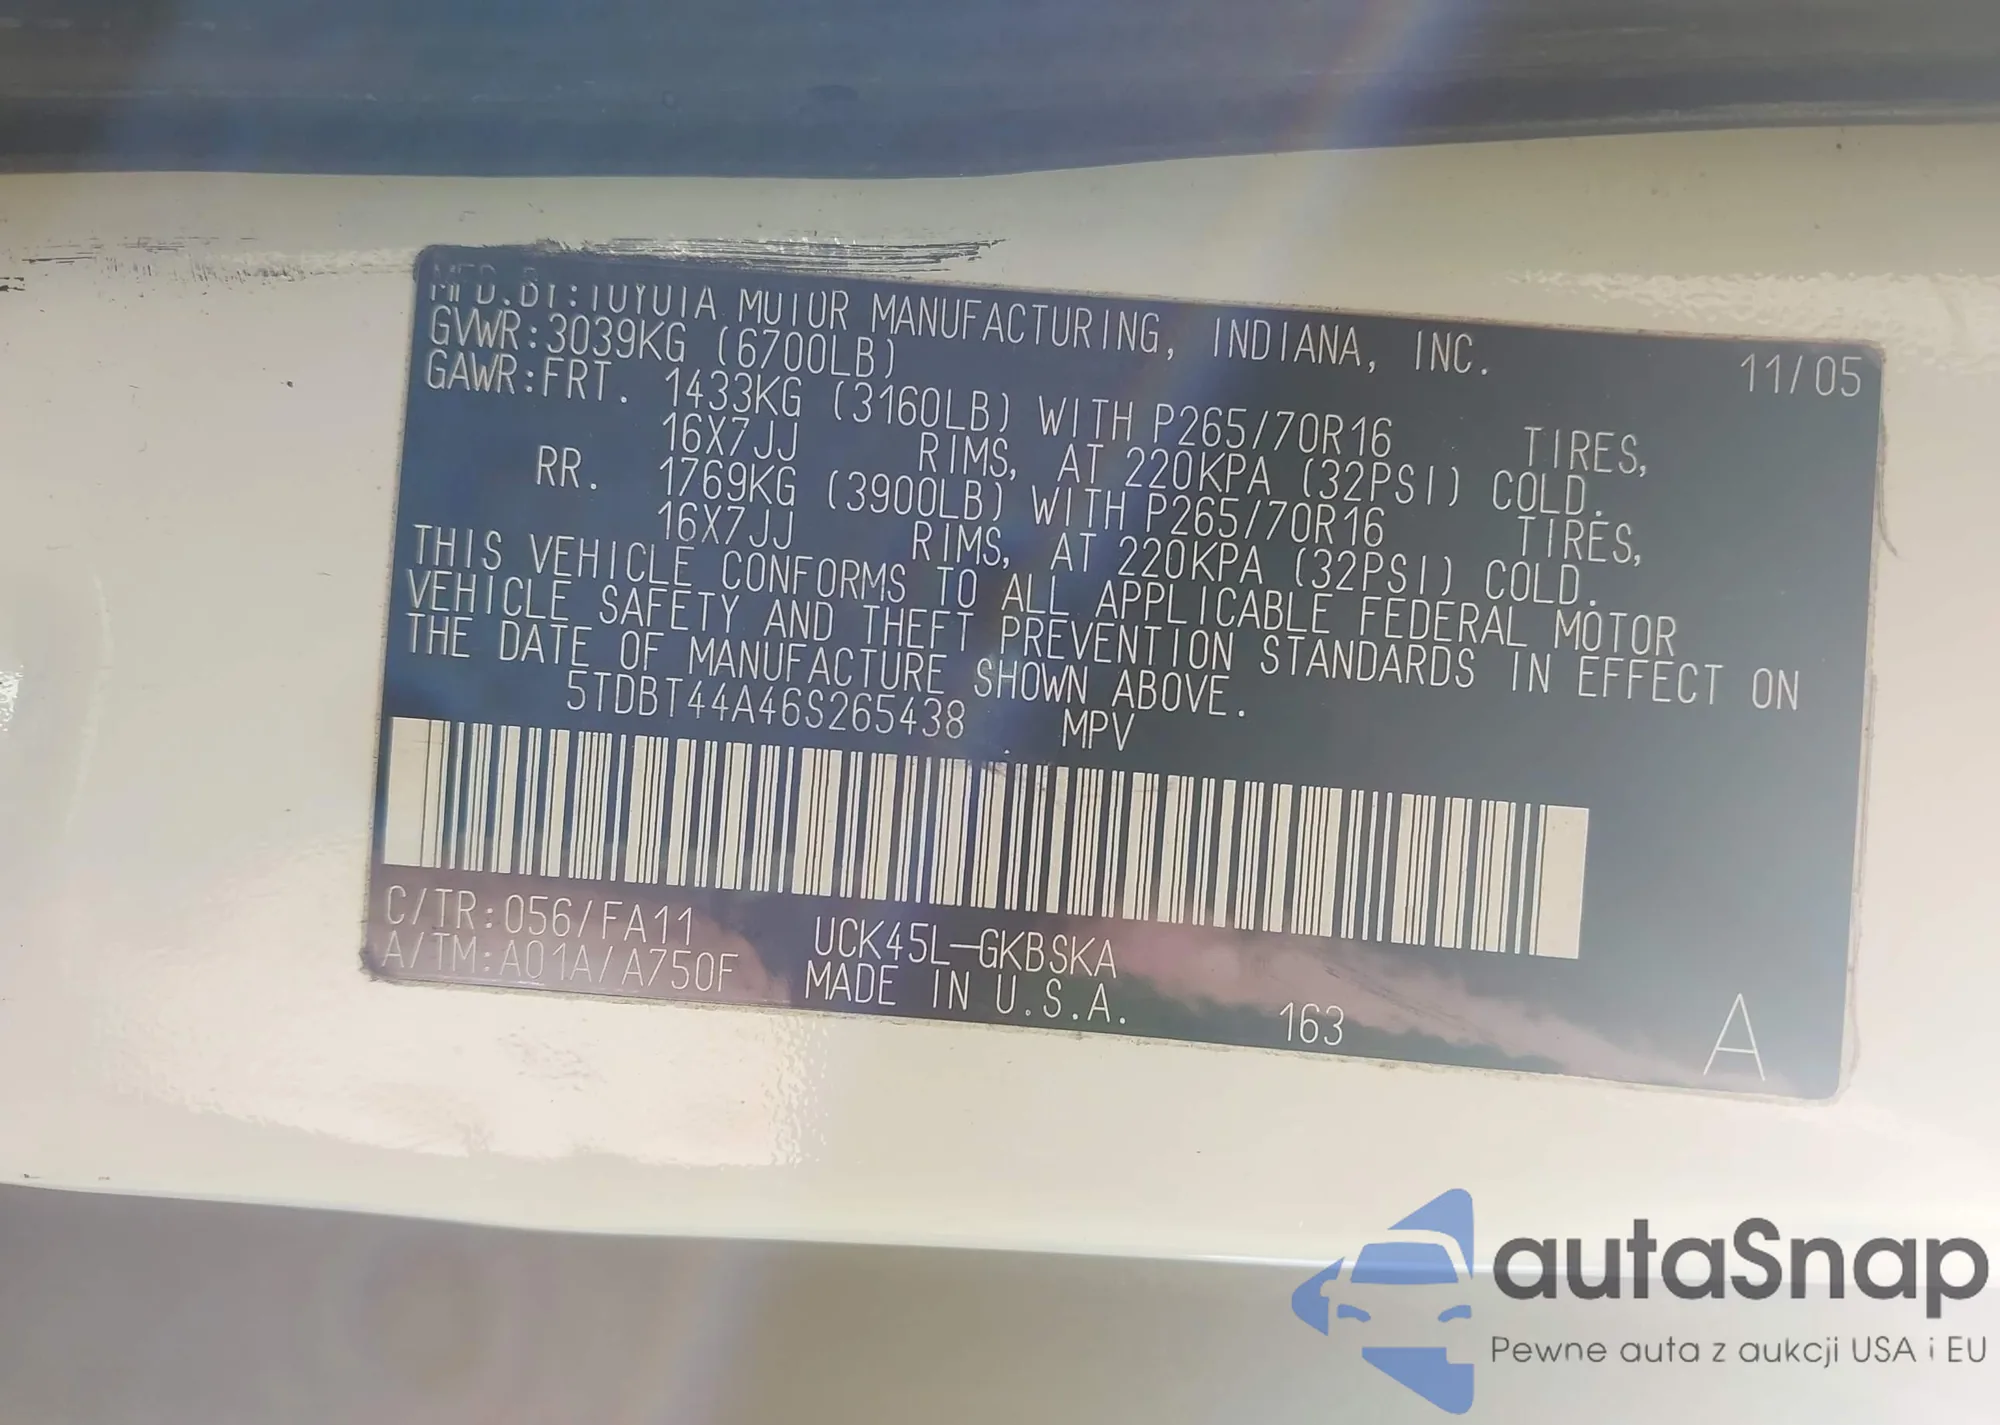 MFD.BY:TOYOTA MOTOR MANUFACTURING, INDIANA, INC. 11/05
GVWR:3039KG (6700LB)
GAWR:FRT. 1433KG (3160LB) WITH P265/70R16 TIRES,
16X7JJ RIMS, AT 220KPA (32PSI) COLD.
RR. 1769KG (3900LB) WITH P265/70R16 TIRES,
16X7JJ RIMS, AT 220KPA (32PSI) COLD.
THIS VEHICLE CONFORMS TO ALL APPLICABLE FEDERAL MOTOR
VEHICLE SAFETY AND THEFT PREVENTION STANDARDS IN EFFECT ON
THE DATE OF MANUFACTURE SHOWN ABOVE.
5TDBT44A46S265438 MPV
C/TR:056/FA11 UCK45L-GKBSKA
A/TM:A01A/A750F MADE IN U.S.A. 163 A
autaSnap
Pewne auta z aukcji USA i EU